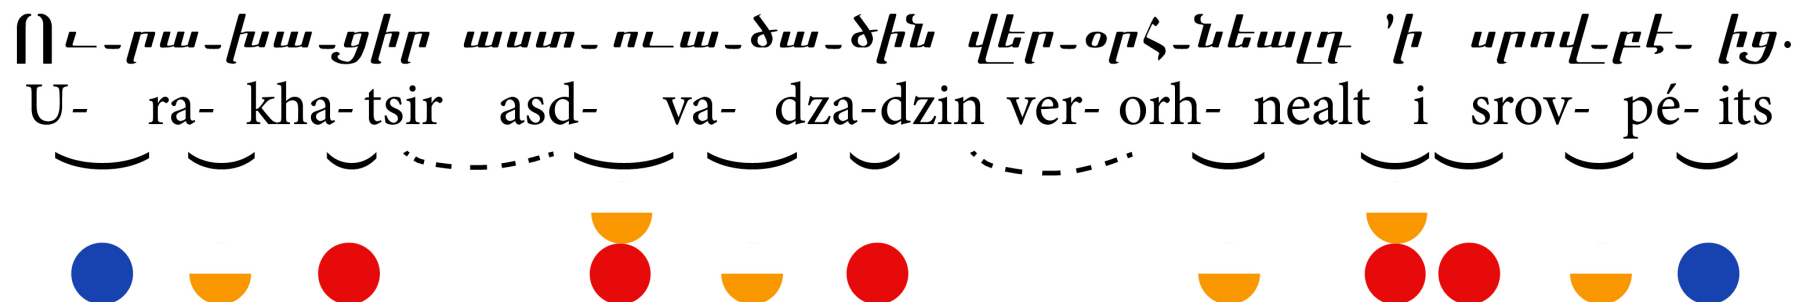 Ու-րա-խա-ցիր աստ-ուա-ծա-ծին վեր-օրհ-նեալդ ՚ի սրով-բէ-ից.
U- ra- kha-tsir asd- va- dza-dzin ver- orh- nealt i srov- pé- its